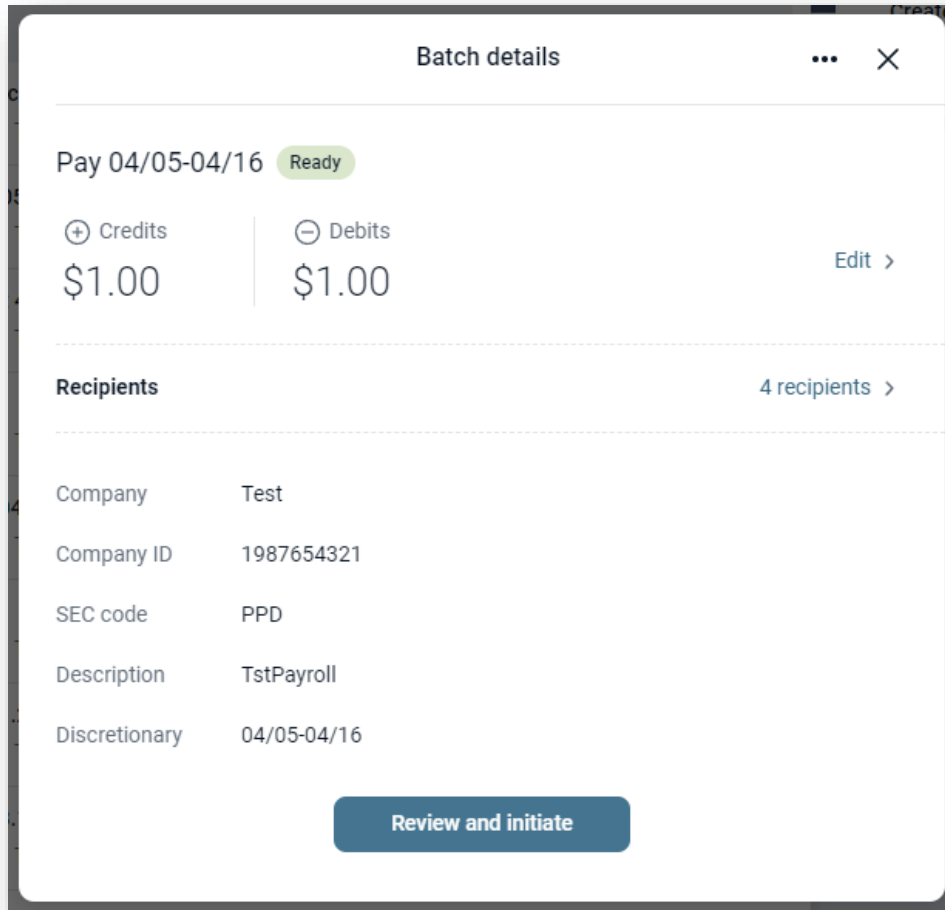 Batch details
Pay 04/05-04/16 Ready
Credits Debits
$1.00 $1.00
Edit
Recipients 4 recipients
Company Test
Company ID 1987654321
SEC code PPD
Description TstPayroll
Discretionary 04/05-04/16
Review and initiate